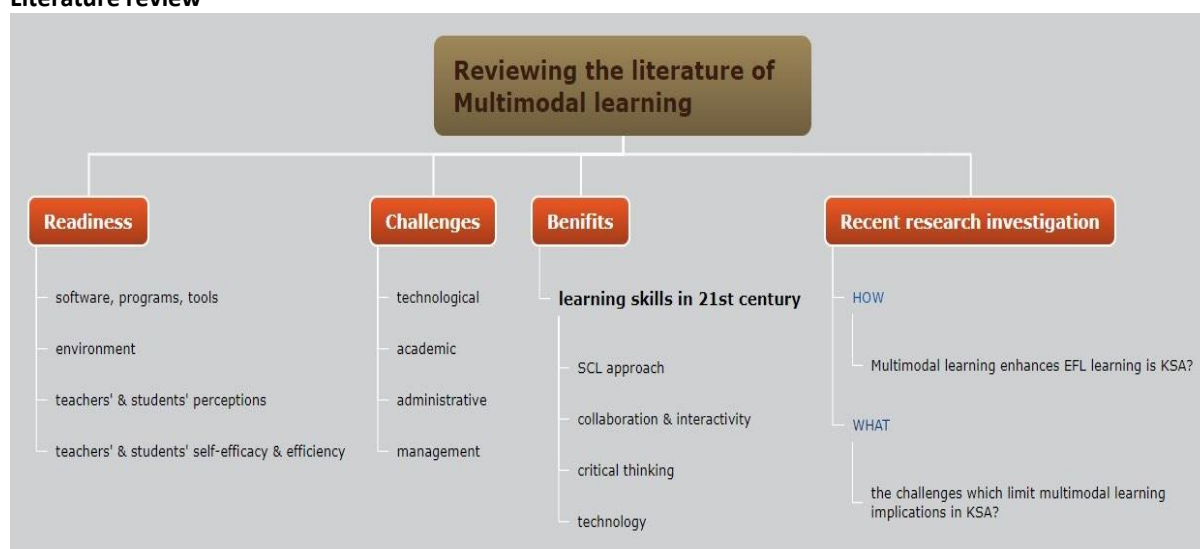 Literature review
Reviewing the literature of
Multimodal learning
Readiness
software, programs, tools
environment
teachers' & students' perceptions
teachers' & students' self-efficacy & efficiency
Challenges
technological
academic
administrative
management
Benifits
learning skills in 21st century
SCL approach
collaboration & interactivity
critical thinking
technology
Recent research investigation
HOW
Multimodal learning enhances EFL learning is KSA?
WHAT
the challenges which limit multimodal learning
implications in KSA?